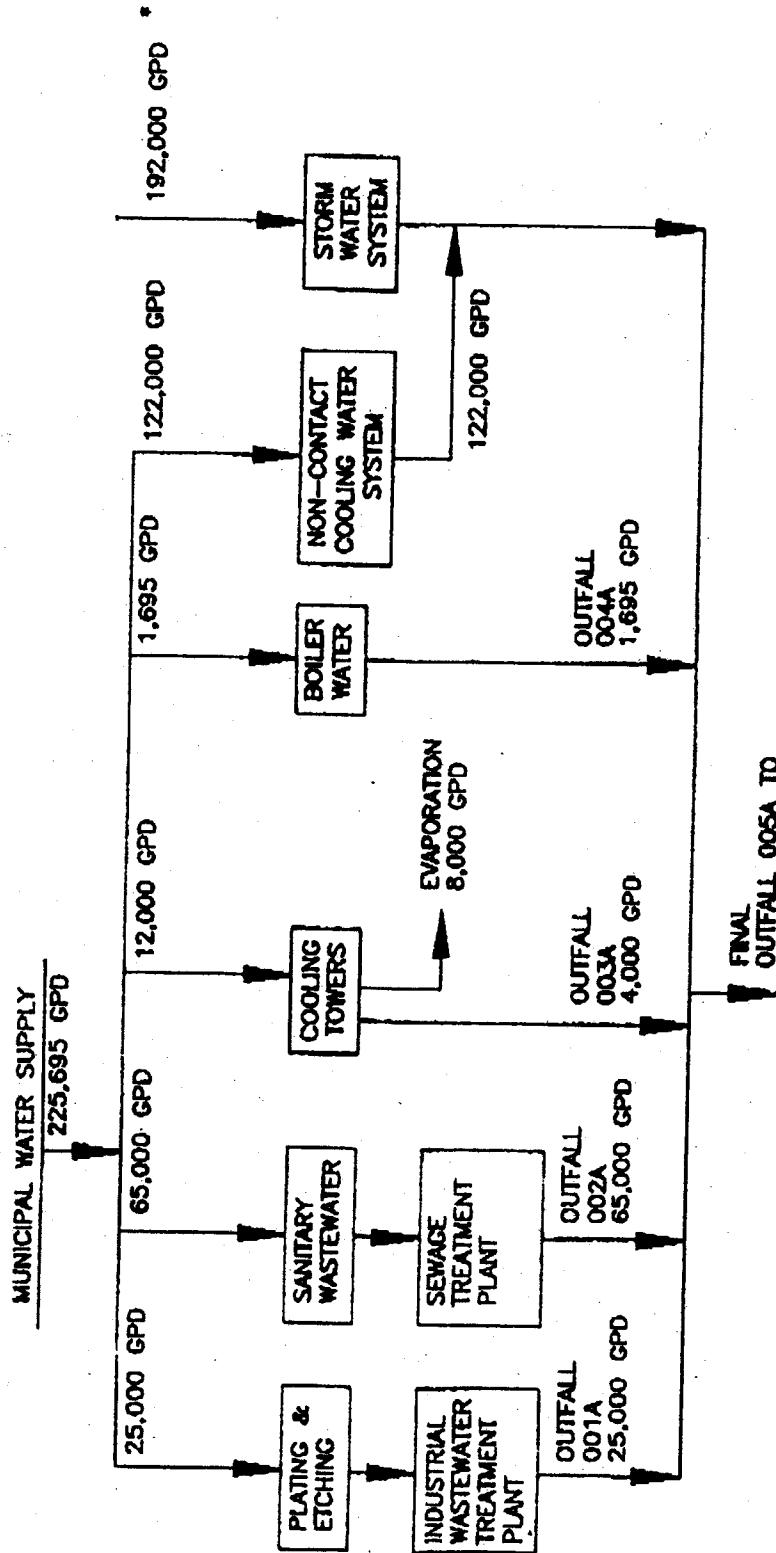 MUNICIPAL WATER SUPPLY
225,695 GPD
25,000 GPD
65,000 GPD
12,000 GPD
1,695 GPD
122,000 GPD
192,000 GPD *
PLATING &
ETCHING
SANITARY
WASTEWATER
COOLING
TOWERS
BOILER
WATER
NON-CONTACT
COOLING WATER
SYSTEM
STORM
WATER
SYSTEM
INDUSTRIAL
WASTEWATER
TREATMENT
PLANT
SEWAGE
TREATMENT
PLANT
EVAPORATION
8,000 GPD
122,000 GPD
OUTFALL
001A
25,000 GPD
OUTFALL
002A
65,000 GPD
OUTFALL
003A
4,000 GPD
OUTFALL
004A
1,695 GPD
FINAL
OUTFALL 005A TO